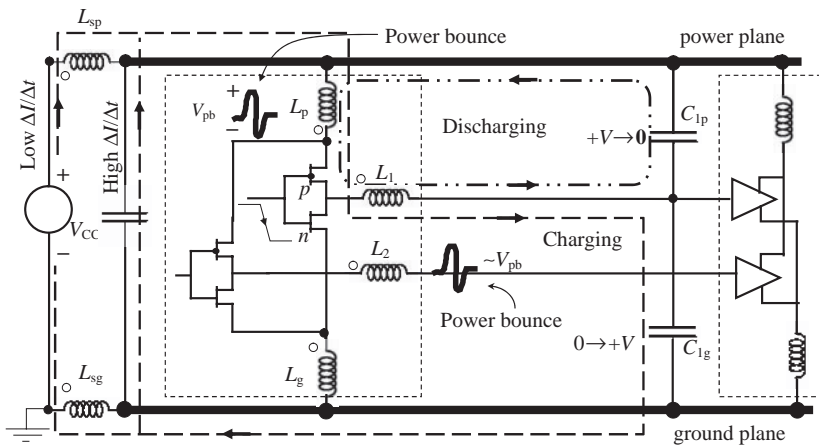 L_sp
Power bounce
power plane
Low ΔI/Δt
High ΔI/Δt
+
V_pb
−
L_p
Discharging
C_1p
+V→0
+
V_CC
−
p
n
L_1
L_2
Charging
~V_pb
Power bounce
0→+V
C_1g
L_sg
L_g
ground plane